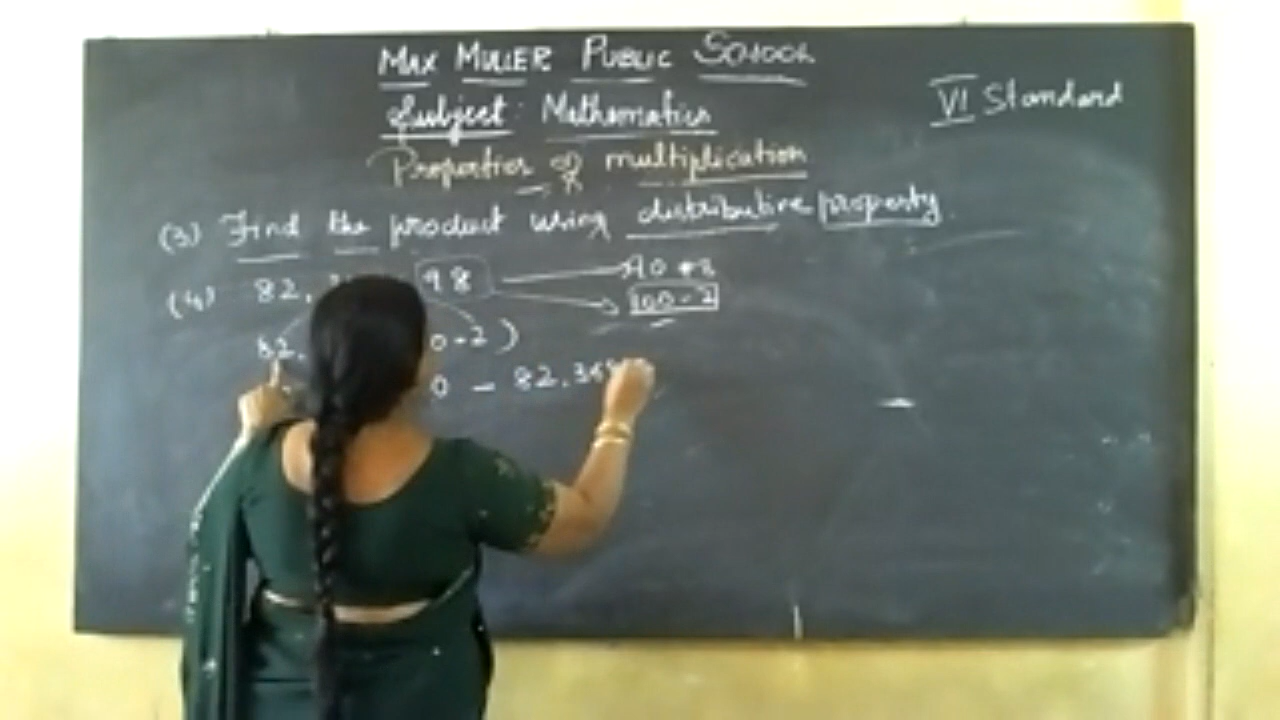 MAX MULLER PUBLIC SCHOOL
VI Standard
Subject: Mathematics
Properties of multiplication
(3) Find the product using distributive property.
(4) 82, 98 90 + 8
100 - 2
82, 0 - 2 )
0 - 82,36